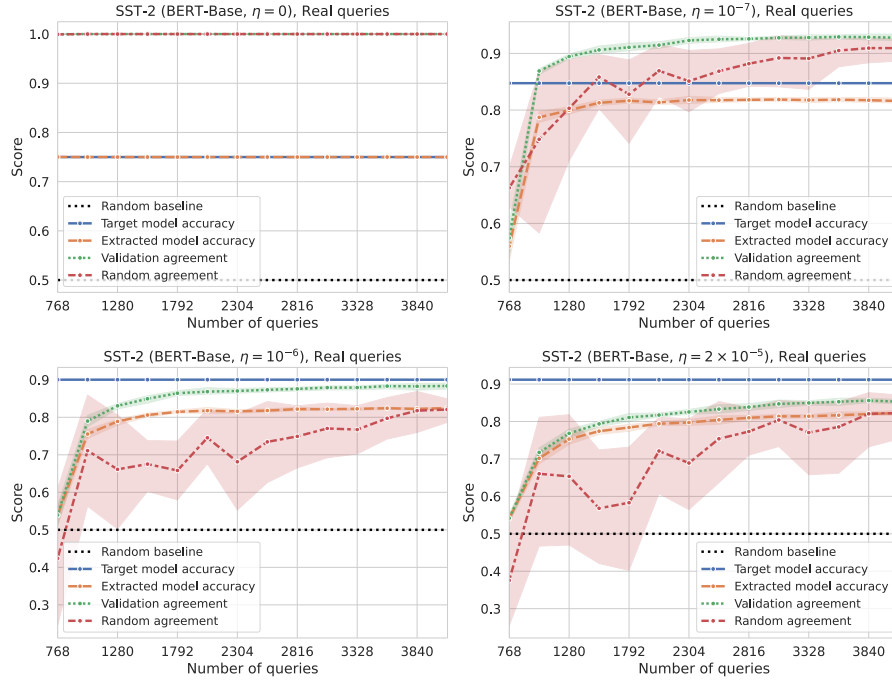 SST-2 (BERT-Base, η = 0), Real queries
1.0
0.9
0.8
0.7
0.6
0.5
Score
Random baseline
Target model accuracy
Extracted model accuracy
Validation agreement
Random agreement
768 1280 1792 2304 2816 3328 3840
Number of queries
SST-2 (BERT-Base, η = 10⁻⁷), Real queries
0.9
0.8
0.7
0.6
0.5
Score
Random baseline
Target model accuracy
Extracted model accuracy
Validation agreement
Random agreement
768 1280 1792 2304 2816 3328 3840
Number of queries
SST-2 (BERT-Base, η = 10⁻⁶), Real queries
0.9
0.8
0.7
0.6
0.5
0.4
0.3
Score
Random baseline
Target model accuracy
Extracted model accuracy
Validation agreement
Random agreement
768 1280 1792 2304 2816 3328 3840
Number of queries
SST-2 (BERT-Base, η = 2 × 10⁻⁵), Real queries
0.9
0.8
0.7
0.6
0.5
0.4
0.3
Score
Random baseline
Target model accuracy
Extracted model accuracy
Validation agreement
Random agreement
768 1280 1792 2304 2816 3328 3840
Number of queries